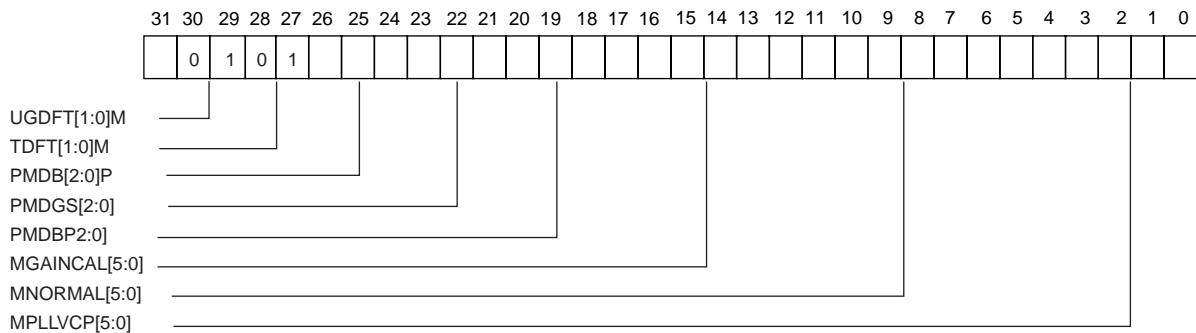 31 30 29 28 27 26 25 24 23 22 21 20 19 18 17 16 15 14 13 12 11 10 9 8 7 6 5 4 3 2 1 0
0 1 0 1
UGDFT[1:0]M
TDFT[1:0]M
PMDB[2:0]P
PMDGS[2:0]
PMDBP2:0]
MGAINCAL[5:0]
MNORMAL[5:0]
MPLLVCP[5:0]